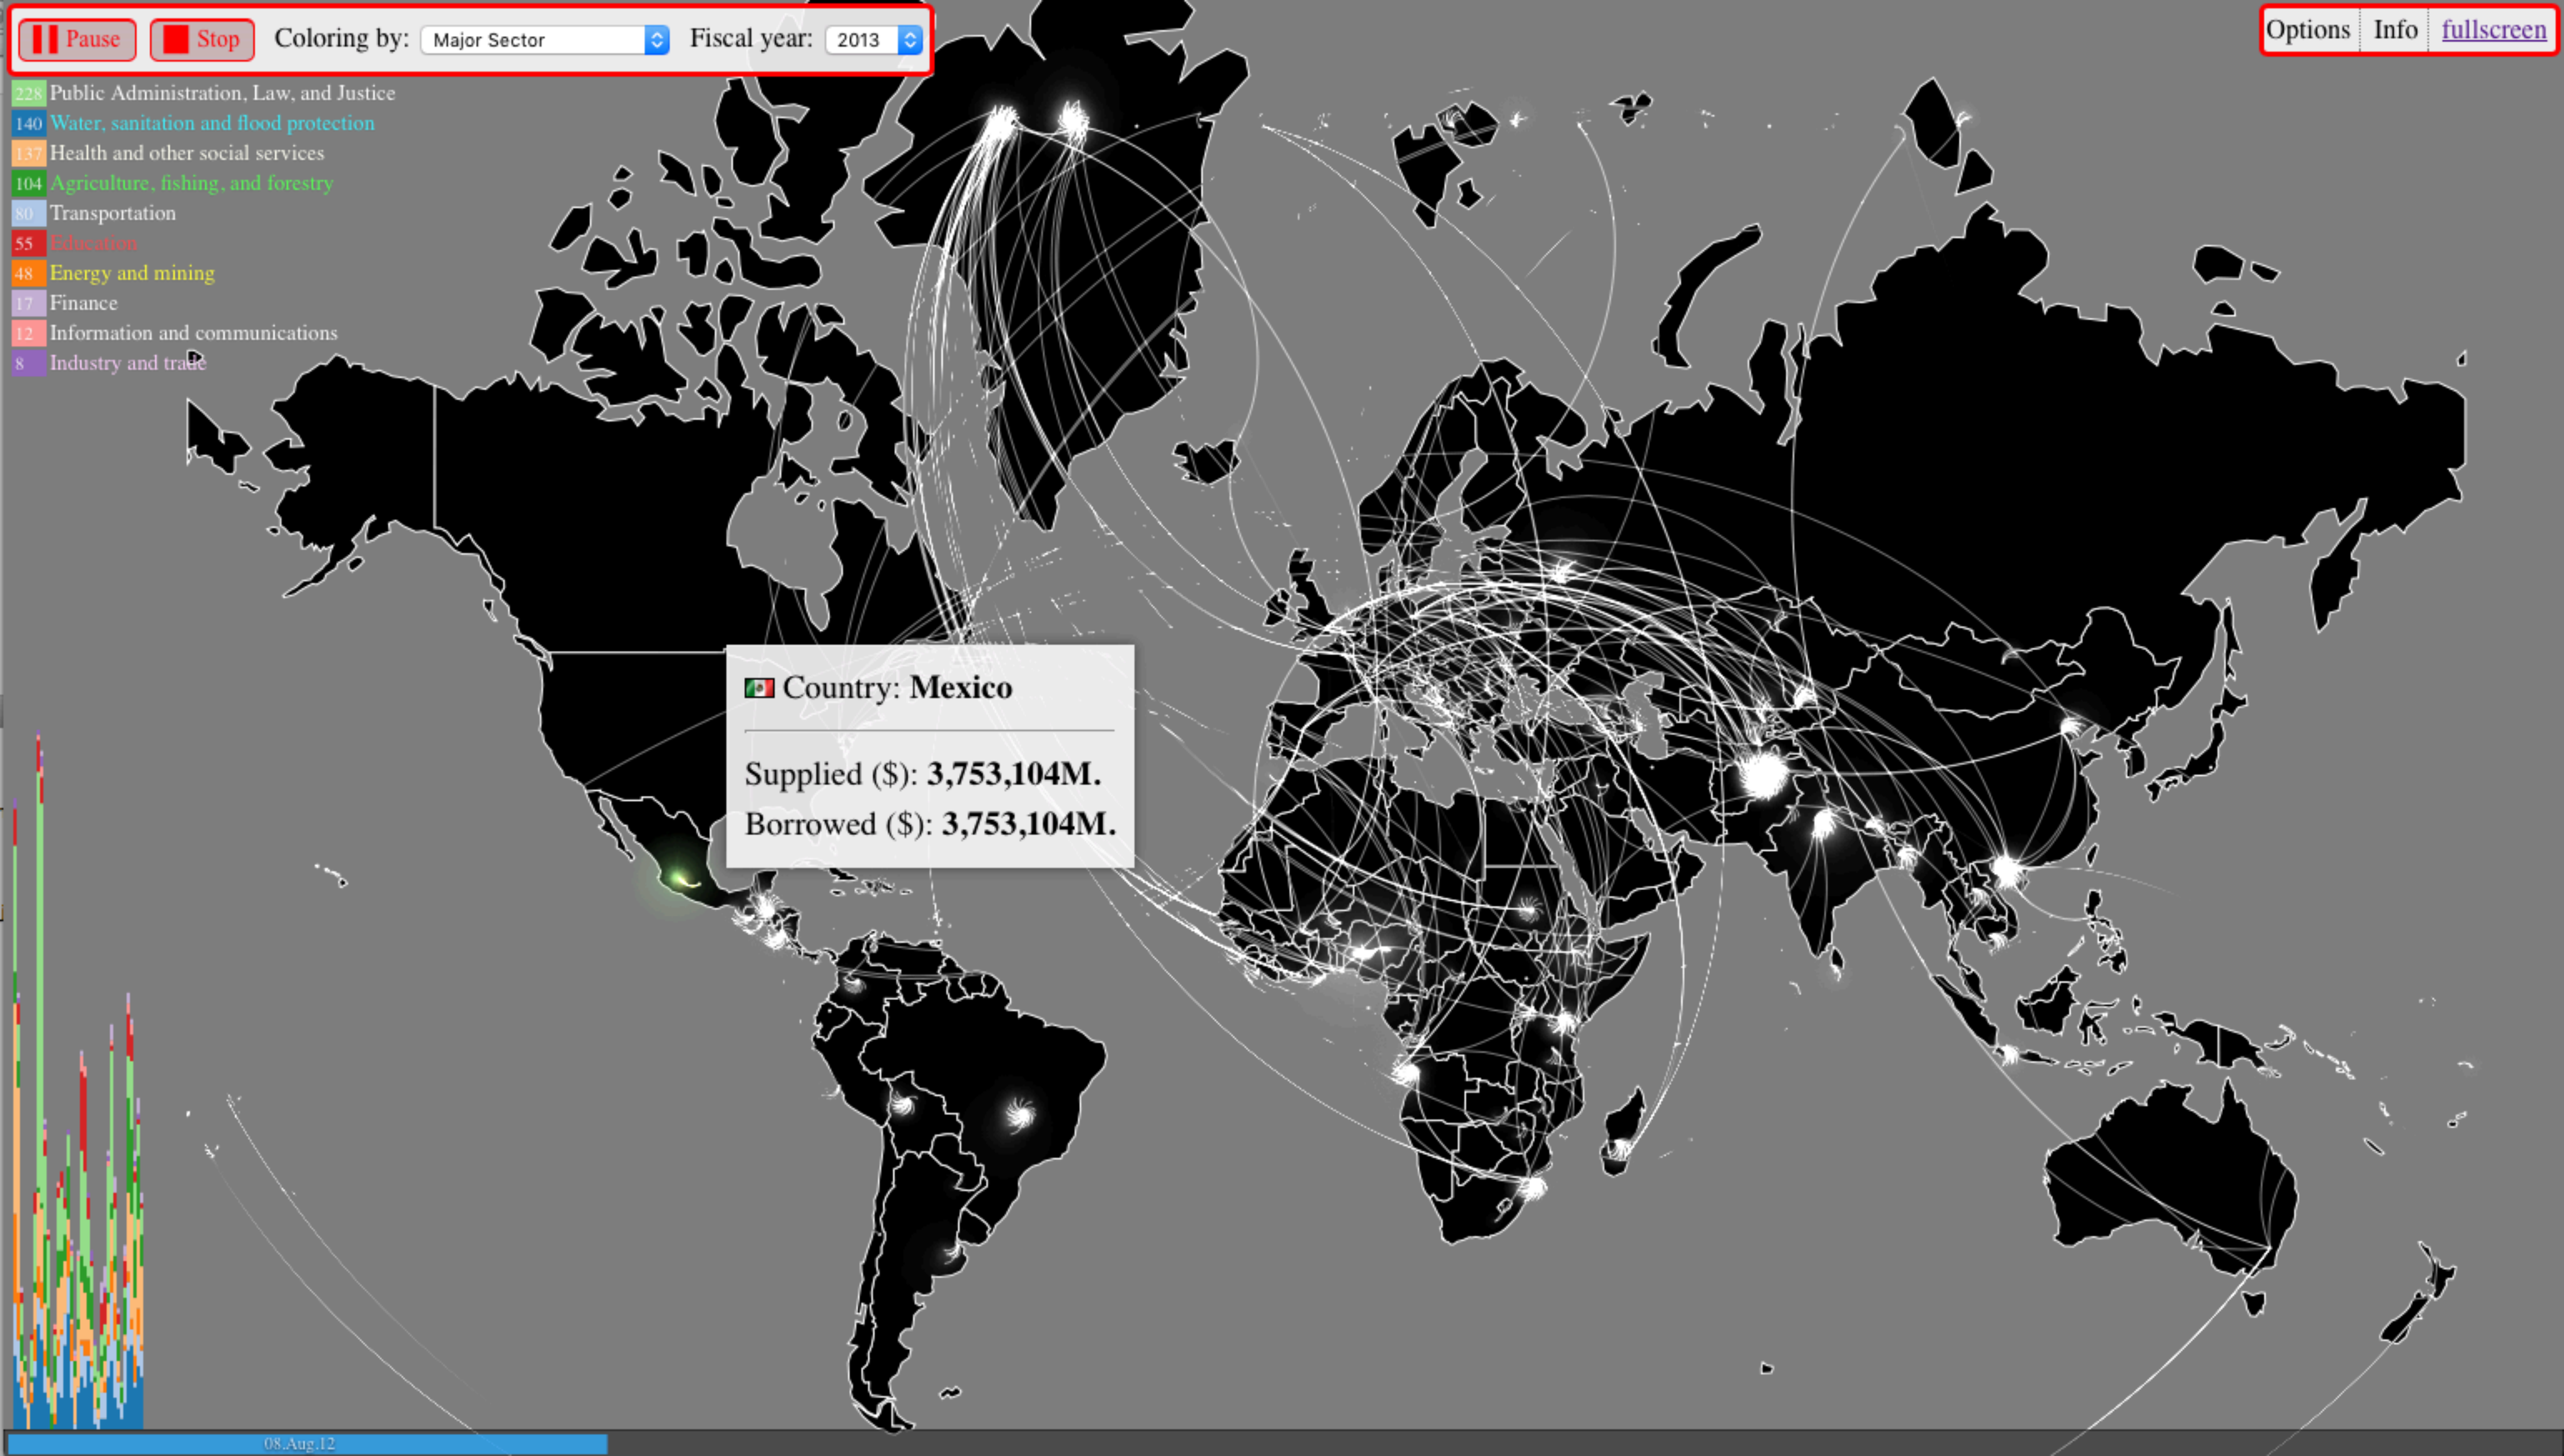 Pause Stop Coloring by: Major Sector Fiscal year: 2013 Options Info fullscreen
228 Public Administration, Law, and Justice
140 Water, sanitation and flood protection
137 Health and other social services
104 Agriculture, fishing, and forestry
80 Transportation
55 Education
48 Energy and mining
17 Finance
12 Information and communications
8 Industry and trade
Country: Mexico
Supplied ($): 3,753,104M.
Borrowed ($): 3,753,104M.
08.Aug.12